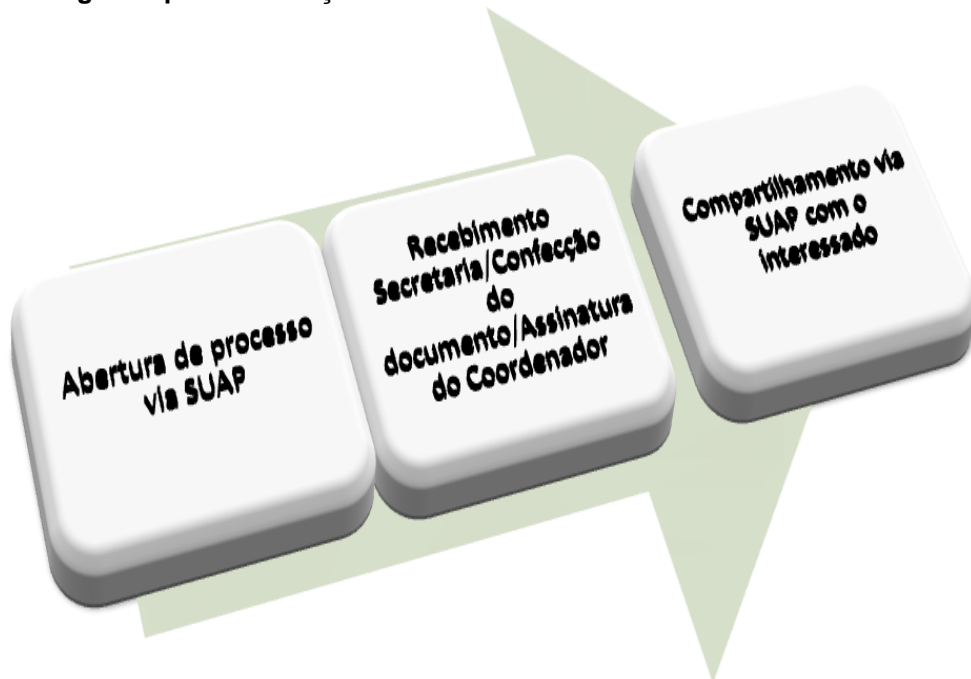 Abertura de processo
via SUAP
Recebimento
Secretaria/Confecção
do
documento/Assinatura
do Coordenador
Compartilhamento via
SUAP com o
interessado